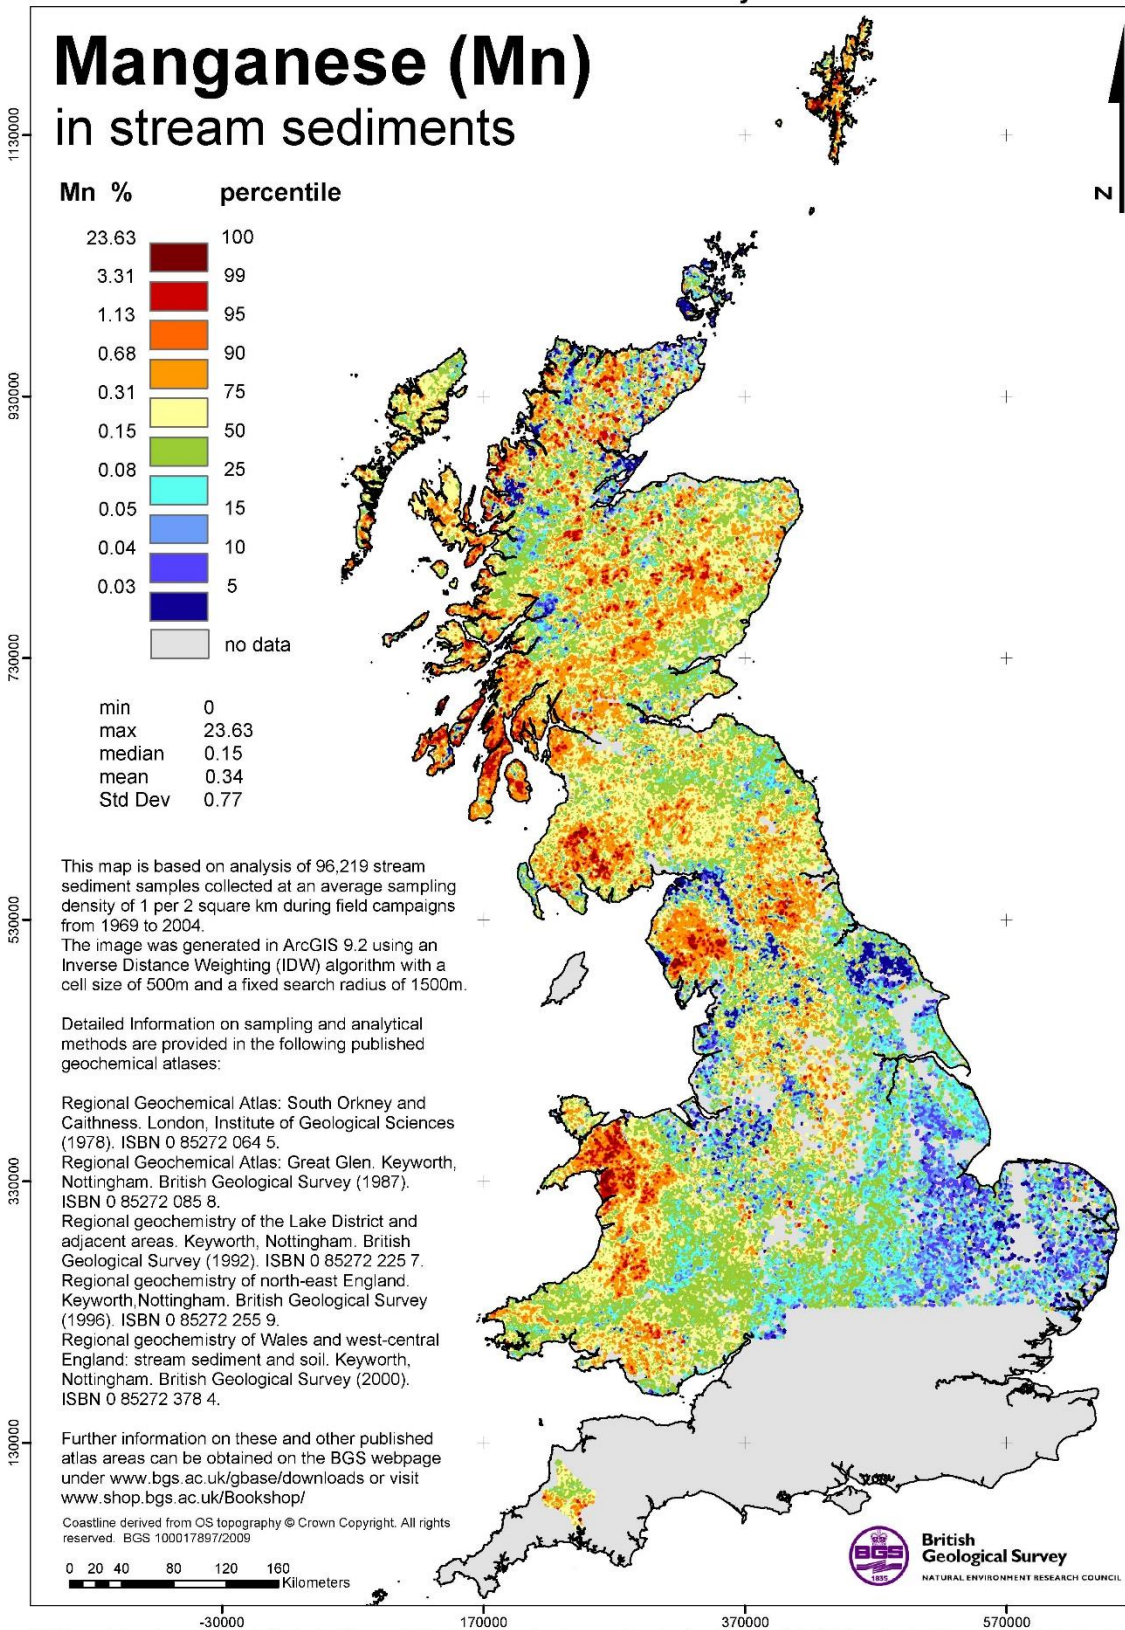 Manganese (Mn)
in stream sediments
Mn %
percentile
23.63
100
3.31
99
1.13
95
0.68
90
0.31
75
0.15
50
0.08
25
0.05
15
0.04
10
0.03
5
no data
min 0
max 23.63
median 0.15
mean 0.34
Std Dev 0.77
This map is based on analysis of 96,219 stream
sediment samples collected at an average sampling
density of 1 per 2 square km during field campaigns
from 1969 to 2004.
The image was generated in ArcGIS 9.2 using an
Inverse Distance Weighting (IDW) algorithm with a
cell size of 500m and a fixed search radius of 1500m.
Detailed Information on sampling and analytical
methods are provided in the following published
geochemical atlases:
Regional Geochemical Atlas: South Orkney and
Caithness. London, Institute of Geological Sciences
(1978). ISBN 0 85272 064 5.
Regional Geochemical Atlas: Great Glen. Keyworth,
Nottingham. British Geological Survey (1987).
ISBN 0 85272 085 8.
Regional geochemistry of the Lake District and
adjacent areas. Keyworth, Nottingham. British
Geological Survey (1992). ISBN 0 85272 225 7.
Regional geochemistry of north-east England.
Keyworth,Nottingham. British Geological Survey
(1996). ISBN 0 85272 255 9.
Regional geochemistry of Wales and west-central
England: stream sediment and soil. Keyworth,
Nottingham. British Geological Survey (2000).
ISBN 0 85272 378 4.
Further information on these and other published
atlas areas can be obtained on the BGS webpage
under www.bgs.ac.uk/gbase/downloads or visit
www.shop.bgs.ac.uk/Bookshop/
Coastline derived from OS topography © Crown Copyright. All rights
reserved. BGS 100017897/2009
0 20 40 80 120 160
Kilometers
N
BGS
1835
British
Geological Survey
NATURAL ENVIRONMENT RESEARCH COUNCIL
1130000
930000
730000
530000
330000
130000
-30000
170000
370000
570000